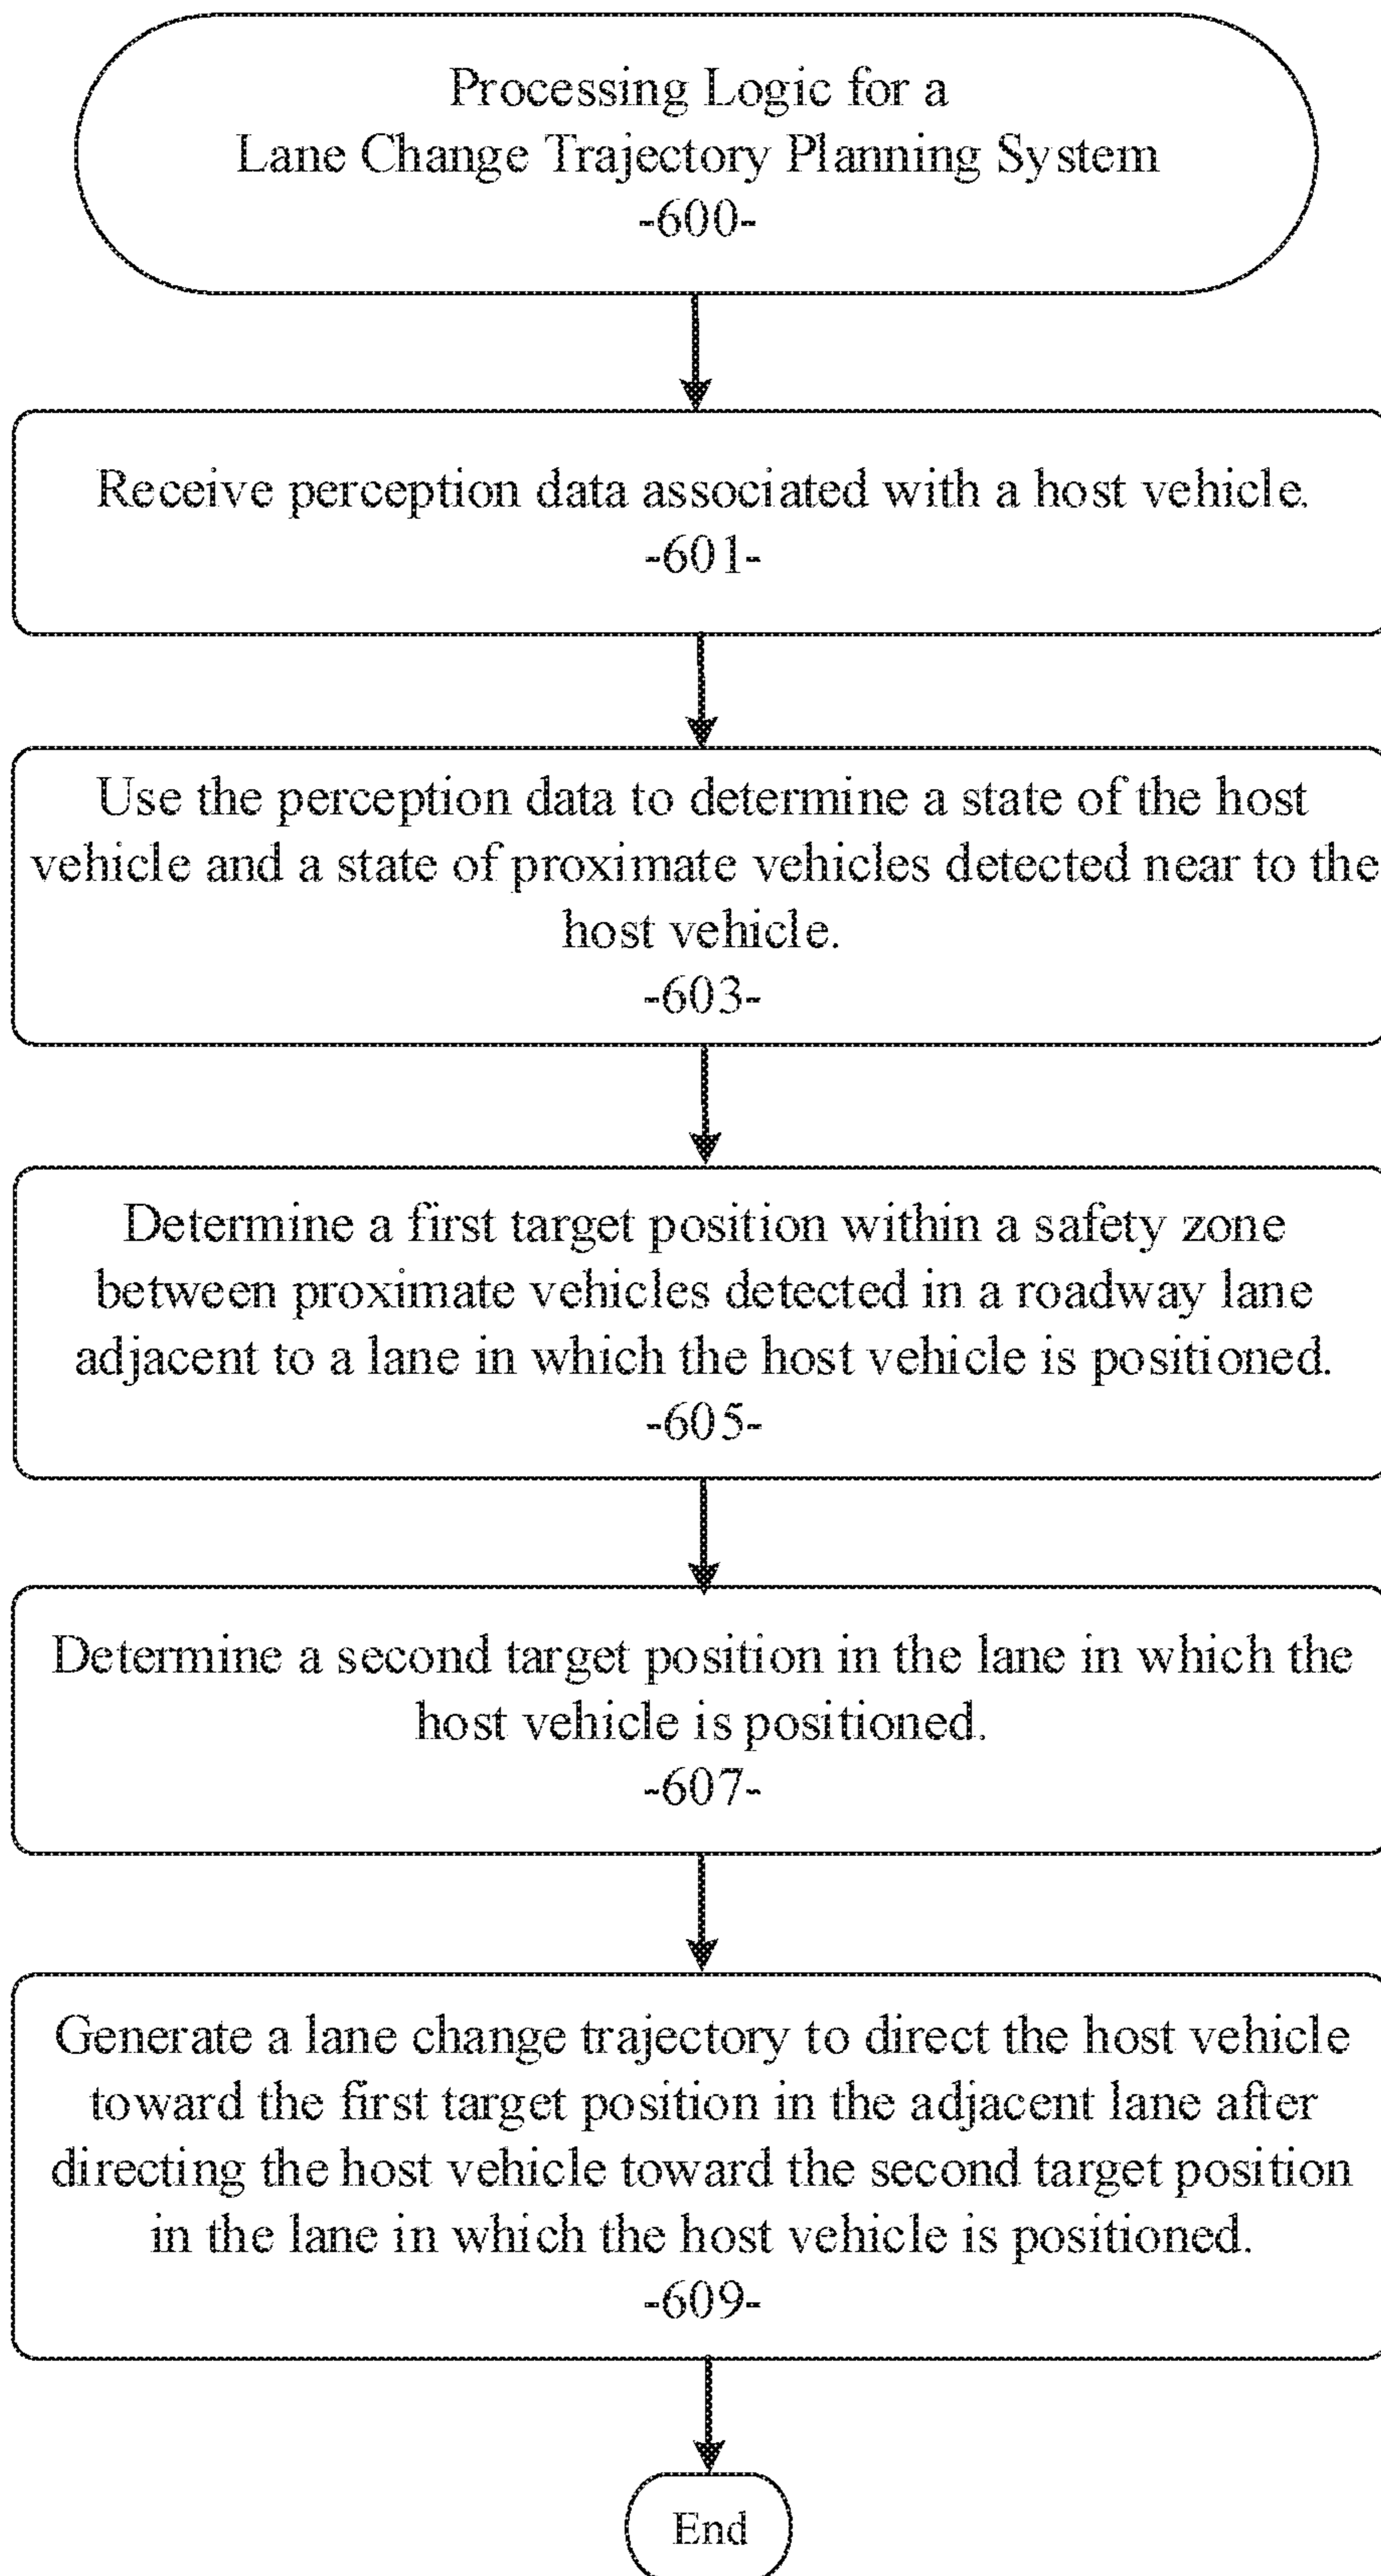 Processing Logic for a
Lane Change Trajectory Planning System
-600-
Receive perception data associated with a host vehicle.
-601-
Use the perception data to determine a state of the host
vehicle and a state of proximate vehicles detected near to the
host vehicle.
-603-
Determine a first target position within a safety zone
between proximate vehicles detected in a roadway lane
adjacent to a lane in which the host vehicle is positioned.
-605-
Determine a second target position in the lane in which the
host vehicle is positioned.
-607-
Generate a lane change trajectory to direct the host vehicle
toward the first target position in the adjacent lane after
directing the host vehicle toward the second target position
in the lane in which the host vehicle is positioned.
-609-
End